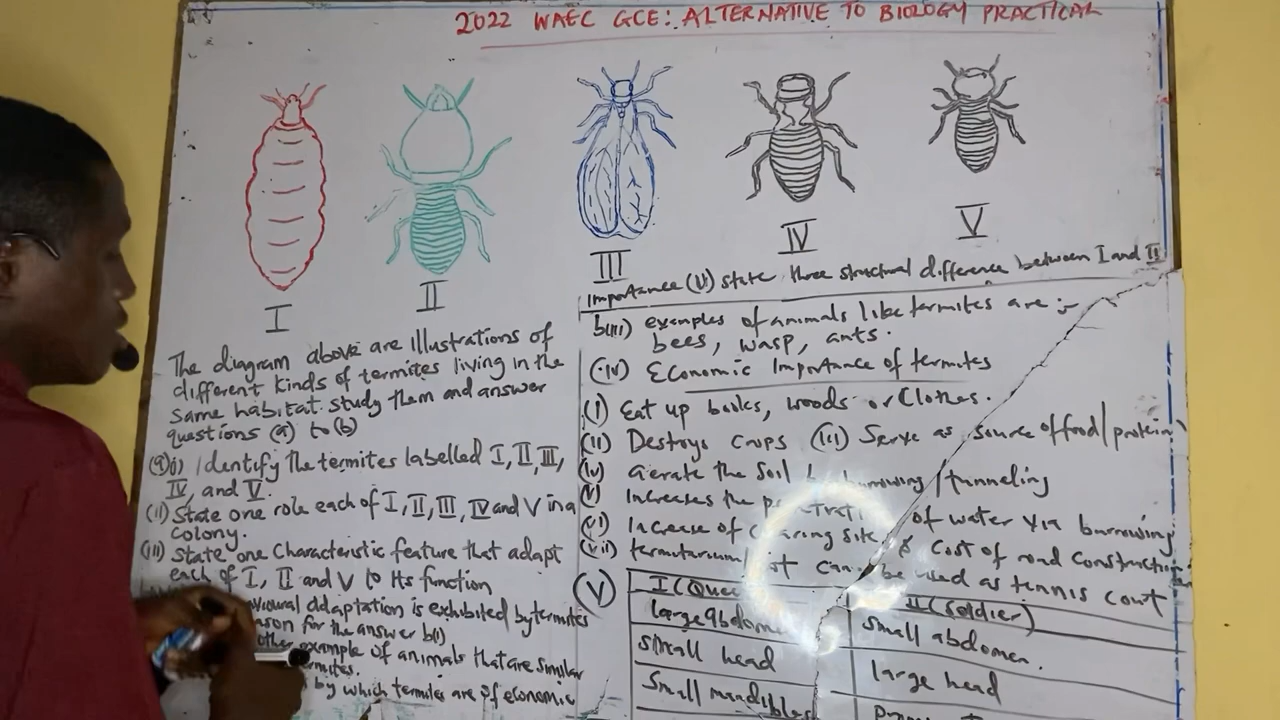 2022 WAEC GCE: ALTERNATIVE TO BIOLOGY PRACTICAL
I
II
III
IV
V
The diagram above are illustrations of
different kinds of termites living in the
same habitat. study them and answer
questions (a) to (b)
(a)(i) Identify the termites labelled I, II, III,
IV, and V.
(ii) State one role each of I, II, III, IV and V in a
colony.
(iii) State one characteristic feature that adapt
each of I, II and V to its function
adaptation is exhibited by termites
for the answer b(i)
other example of animals that are similar
by which termites are of economic
importance (V) state three structural difference between I and II
b(iii) examples of animals like termites are :-
bees, wasp, ants.
(iv) Economic Importance of termites
(i) Eat up books, woods or Clothes.
(ii) Destroys crops (iii) Serve as source of food/protein
(iv) aerate the soil by burrowing/tunneling
(v) Increases the of water via burrowing
(vi) Increase of site & cost of road construction
(vii) termitarium can be used as tennis court
(V)
I (Queen II (Soldier)
large abdomen small abdomen.
small head large head
Small mandibles